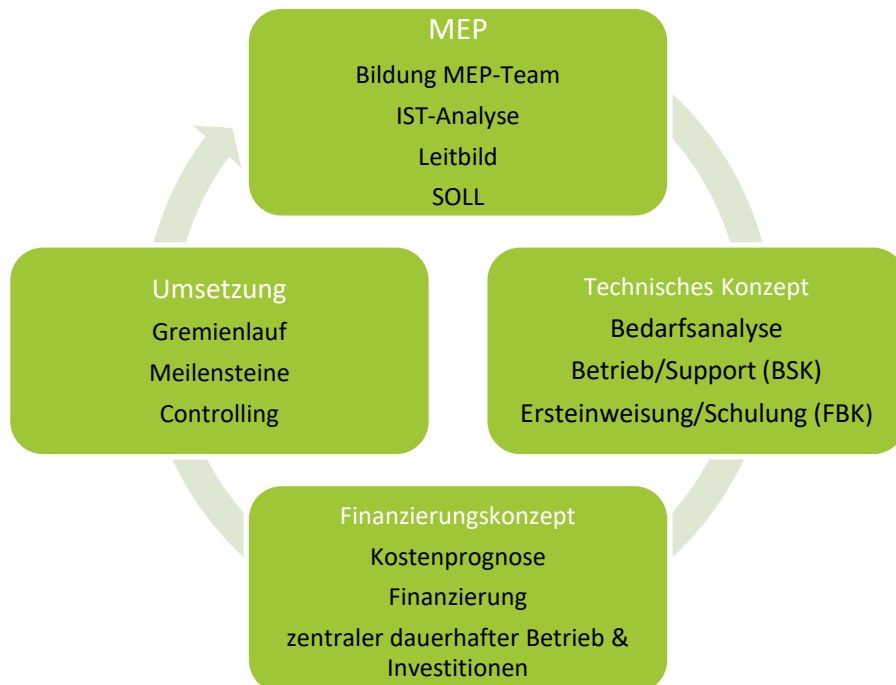 MEP
Bildung MEP-Team
IST-Analyse
Leitbild
SOLL
Technisches Konzept
Bedarfsanalyse
Betrieb/Support (BSK)
Ersteinweisung/Schulung (FBK)
Finanzierungskonzept
Kostenprognose
Finanzierung
zentraler dauerhafter Betrieb &
Investitionen
Umsetzung
Gremienlauf
Meilensteine
Controlling